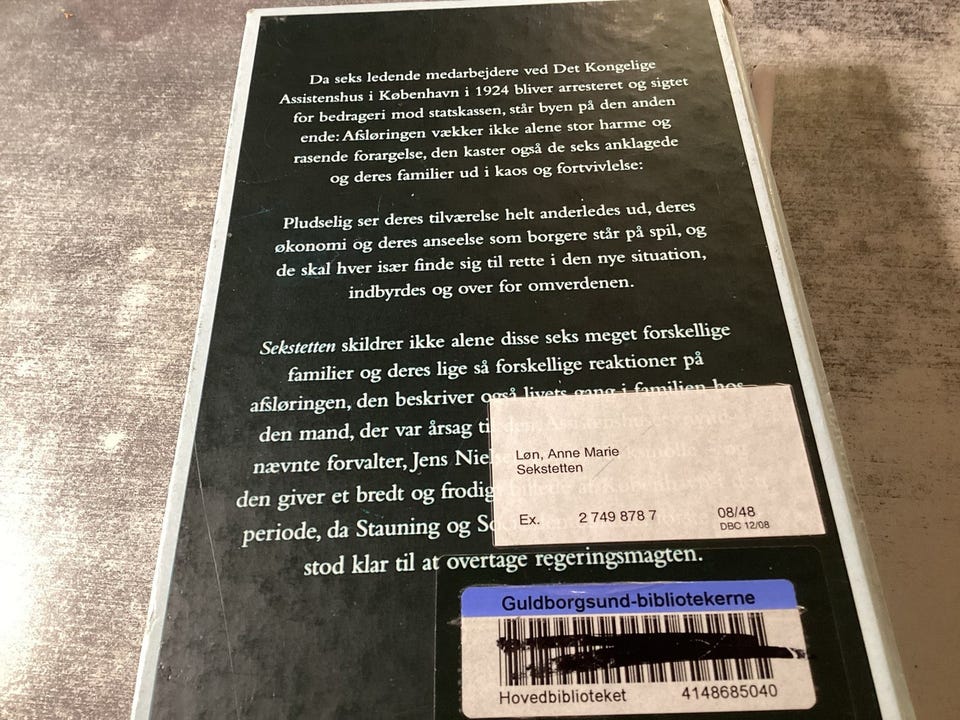 Da seks ledende medarbejdere ved Det Kongelige
Assistenshus i København i 1924 bliver arresteret og sigtet
for bedrageri mod statskassen, står byen på den anden
ende: Afsløringen vækker ikke alene stor harme og
rasende forargelse, den kaster også de seks anklagede
og deres familier ud i kaos og fortvivlelse:
Pludselig ser deres tilværelse helt anderledes ud, deres
økonomi og deres anseelse som borgere står på spil, og
de skal hver især finde sig til rette i den nye situation,
indbyrdes og over for omverdenen.
Sekstetten skildrer ikke alene disse seks meget forskellige
familier og deres lige så forskellige reaktioner på
afsløringen, den beskriver også livets gang i familien hos
den mand, der var årsag
nævnte forvalter, Jens
den giver et bredt og frodigt
periode, da Stauning og
stod klar til at overtage regeringsmagten.
Løn, Anne Marie
Sekstetten
Ex. 2 749 878 7 08/48
DBC 12/08
Guldborgsund-bibliotekerne
Hovedbiblioteket 4148685040